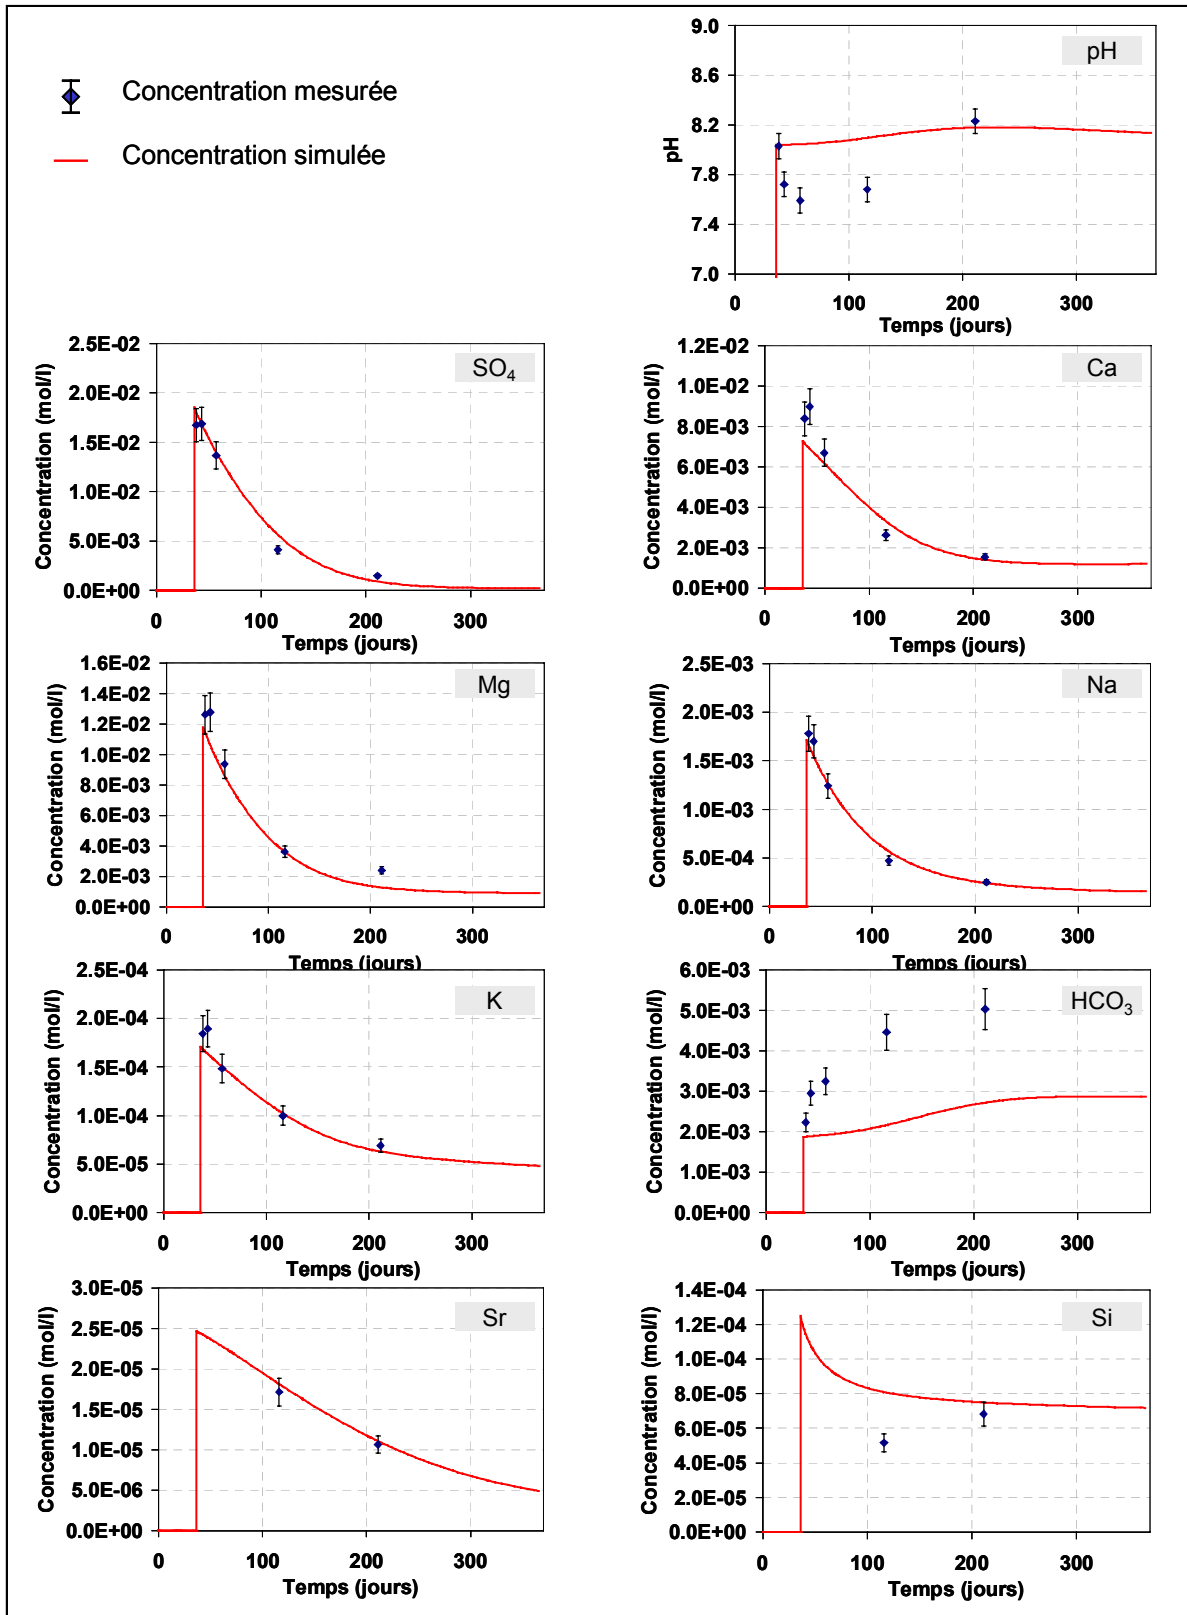 Concentration mesurée
Concentration simulée
pH
9.0
8.6
8.2
7.8
7.4
7.0
pH
0 100 200 300
Temps (jours)
SO4
Concentration (mol/l)
2.5E-02
2.0E-02
1.5E-02
1.0E-02
5.0E-03
0.0E+00
0 100 200 300
Temps (jours)
Ca
Concentration (mol/l)
1.2E-02
1.0E-02
8.0E-03
6.0E-03
4.0E-03
2.0E-03
0.0E+00
0 100 200 300
Temps (jours)
Mg
Concentration (mol/l)
1.6E-02
1.4E-02
1.2E-02
1.0E-02
8.0E-03
6.0E-03
4.0E-03
2.0E-03
0.0E+00
0 100 200 300
Temps (jours)
Na
Concentration (mol/l)
2.5E-03
2.0E-03
1.5E-03
1.0E-03
5.0E-04
0.0E+00
0 100 200 300
Temps (jours)
K
Concentration (mol/l)
2.5E-04
2.0E-04
1.5E-04
1.0E-04
5.0E-05
0.0E+00
0 100 200 300
Temps (jours)
HCO3
Concentration (mol/l)
6.0E-03
5.0E-03
4.0E-03
3.0E-03
2.0E-03
1.0E-03
0.0E+00
0 100 200 300
Temps (jours)
Sr
Concentration (mol/l)
3.0E-05
2.5E-05
2.0E-05
1.5E-05
1.0E-05
5.0E-06
0.0E+00
0 100 200 300
Temps (jours)
Si
Concentration (mol/l)
1.4E-04
1.2E-04
1.0E-04
8.0E-05
6.0E-05
4.0E-05
2.0E-05
0.0E+00
0 100 200 300
Temps (jours)